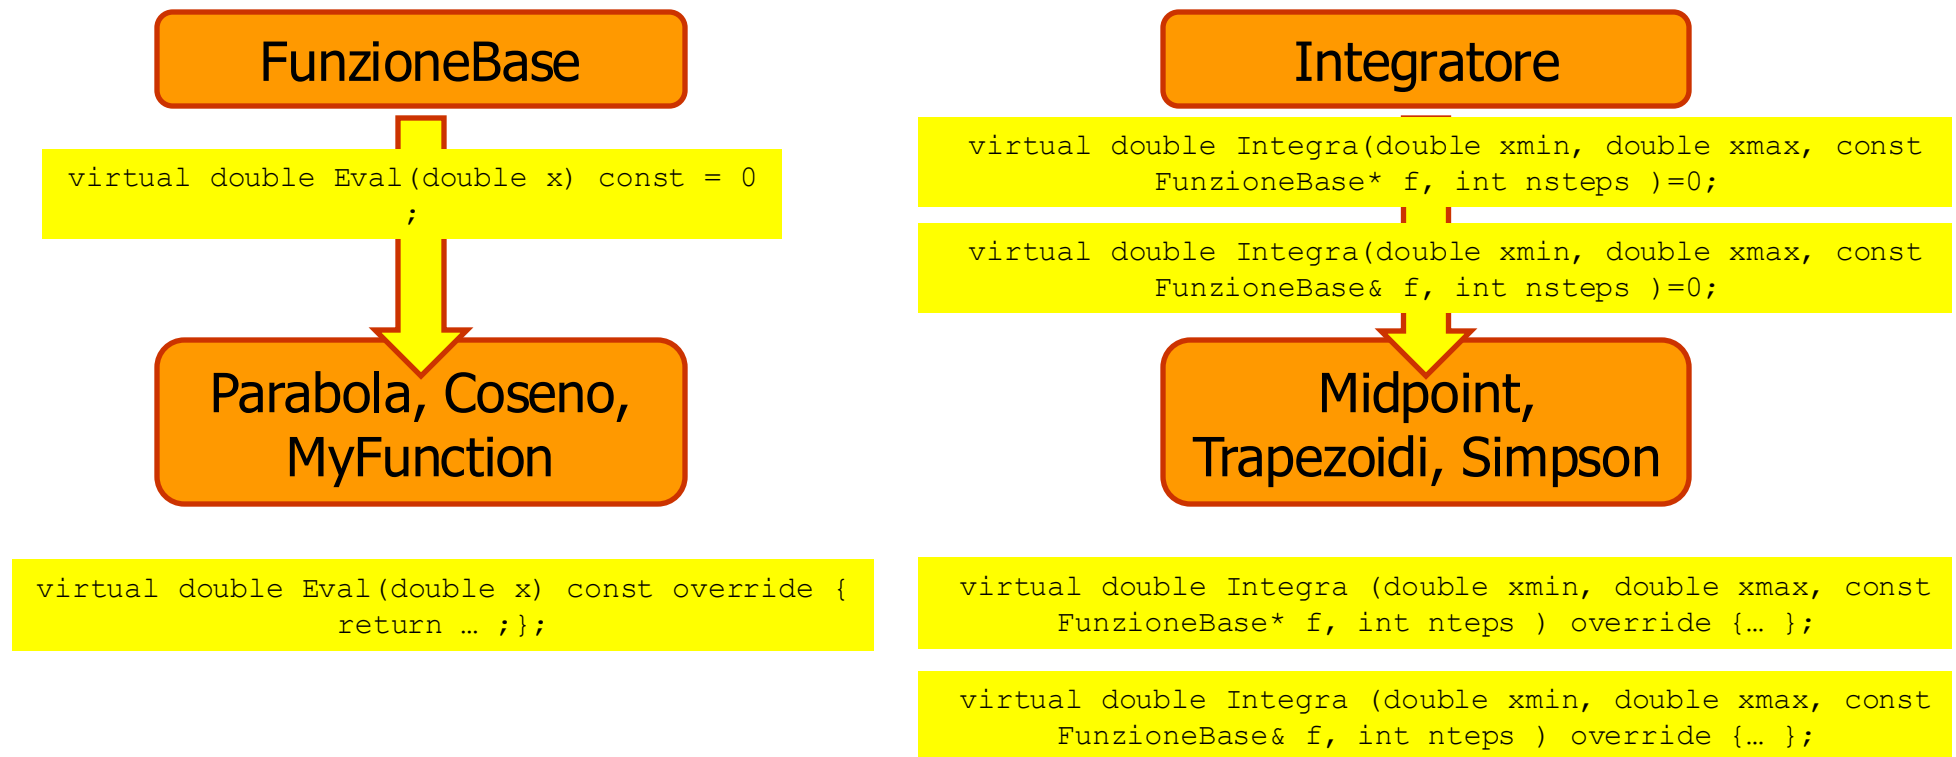 FunzioneBase
virtual double Eval(double x) const = 0
;
Parabola, Coseno,
MyFunction
virtual double Eval(double x) const override {
return … ;};
Integratore
virtual double Integra(double xmin, double xmax, const
FunzioneBase* f, int nsteps )=0;
virtual double Integra(double xmin, double xmax, const
FunzioneBase& f, int nsteps )=0;
Midpoint,
Trapezoidi, Simpson
virtual double Integra (double xmin, double xmax, const
FunzioneBase* f, int nteps ) override {… };
virtual double Integra (double xmin, double xmax, const
FunzioneBase& f, int nteps ) override {… };